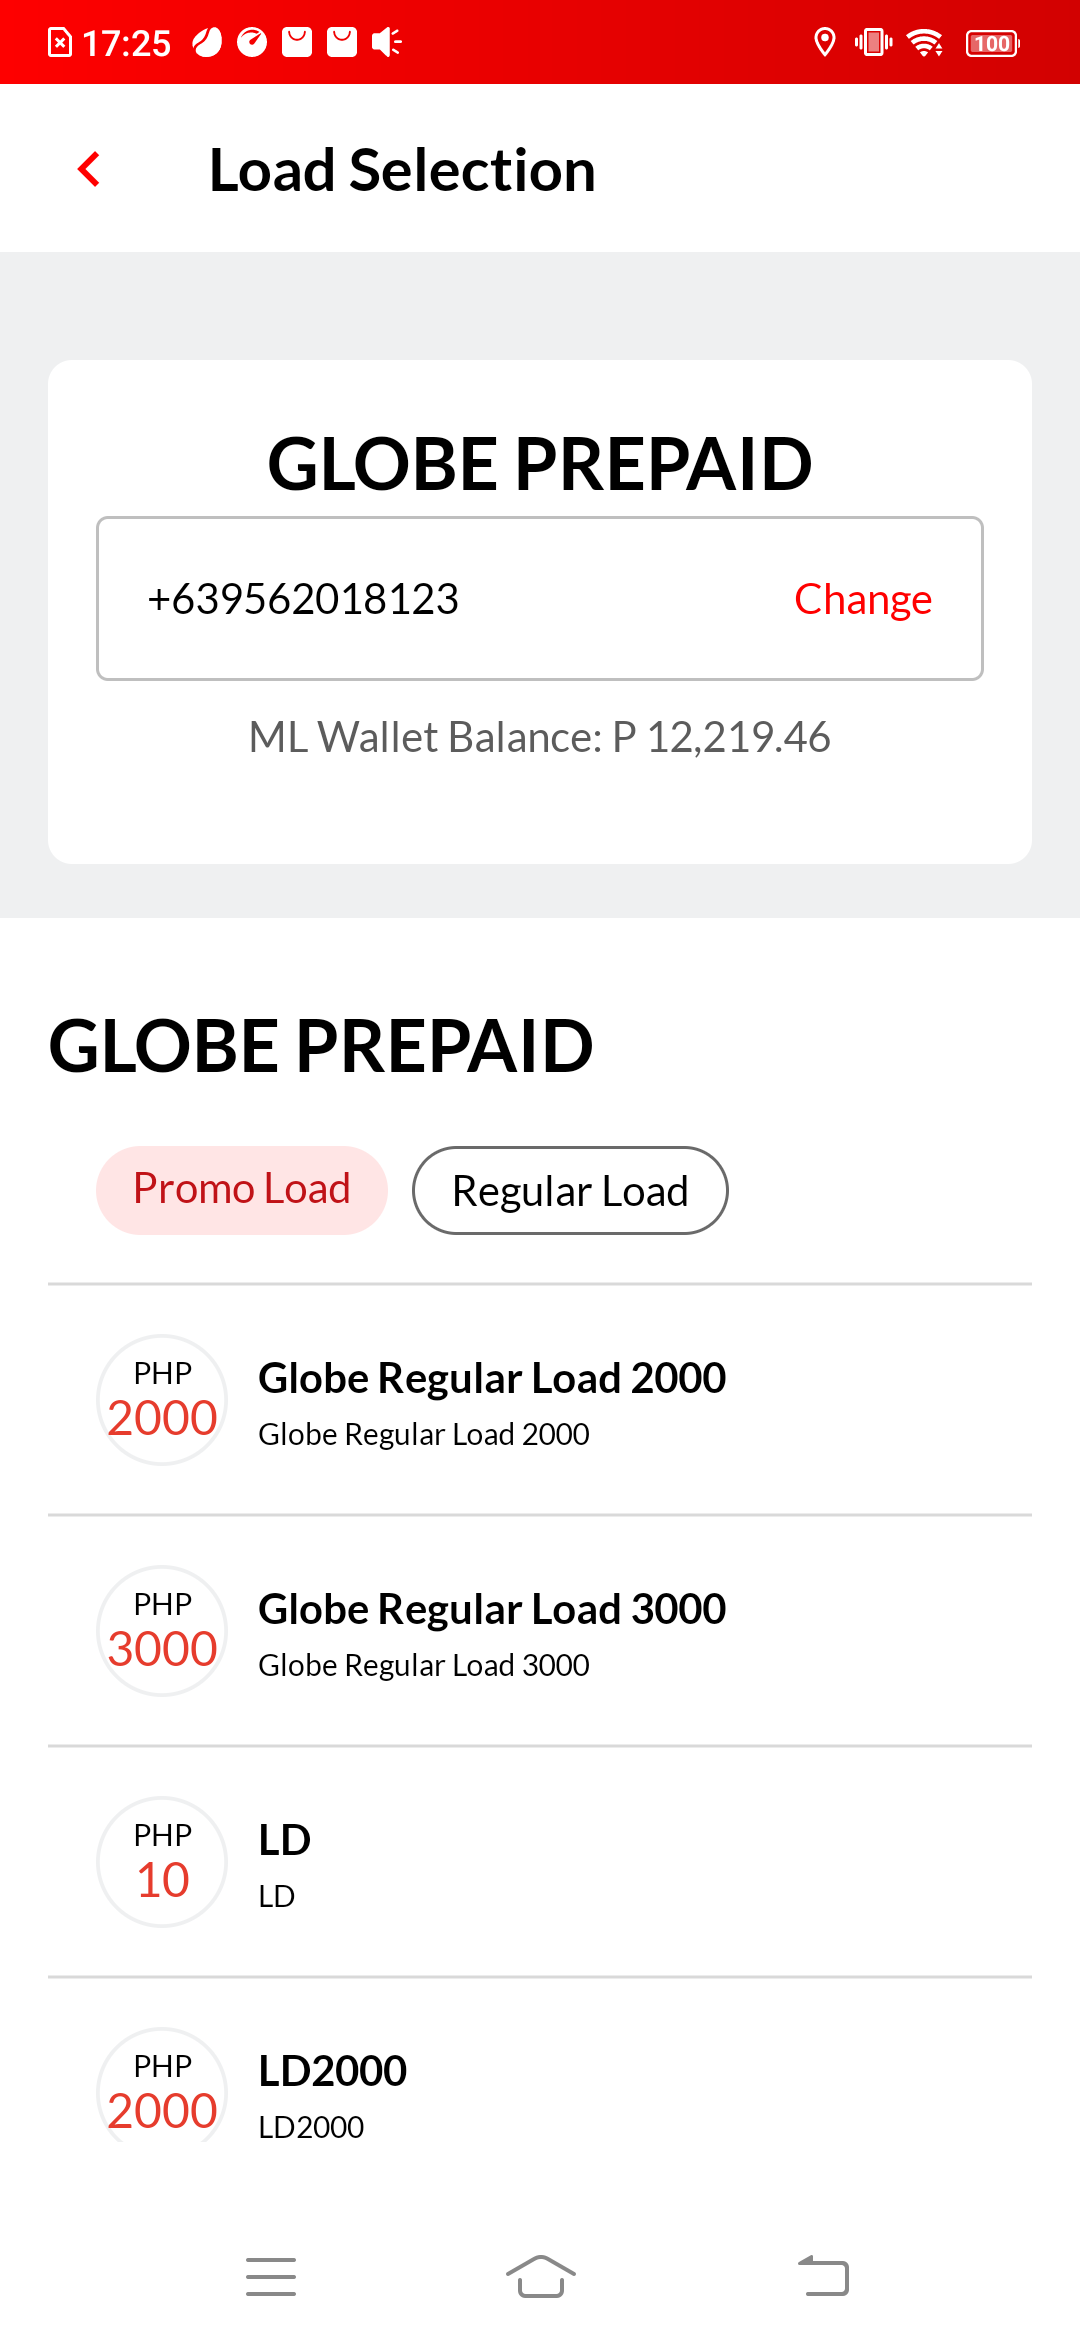 17:25
100
Load Selection
GLOBE PREPAID
+639562018123 Change
ML Wallet Balance: P 12,219.46
GLOBE PREPAID
Promo Load Regular Load
PHP
2000
Globe Regular Load 2000
Globe Regular Load 2000
PHP
3000
Globe Regular Load 3000
Globe Regular Load 3000
PHP
10
LD
LD
PHP
2000
LD2000
LD2000